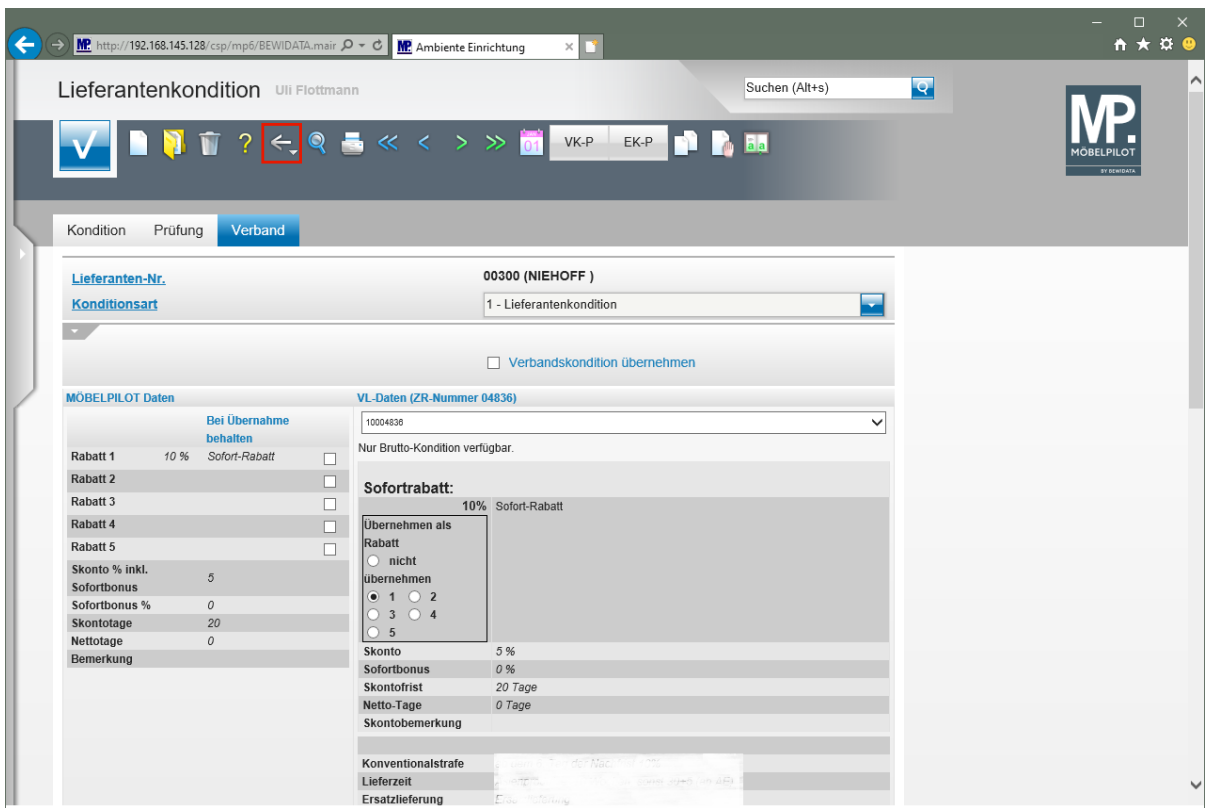 http://192.168.145.128/csp/mp6/BEWIDATA.mair
MP. Ambiente Einrichtung
Lieferantenkondition Uli Flottmann
Suchen (Alt+s)
01 VK-P EK-P
MP.
MÖBELPILOT
BY BEWIDATA
Kondition Prüfung Verband
Lieferanten-Nr. 00300 (NIEHOFF )
Konditionsart 1 - Lieferantenkondition
Verbandskondition übernehmen
MÖBELPILOT Daten VL-Daten (ZR-Nummer 04836)
Bei Übernahme
behalten
Rabatt 1 10 % Sofort-Rabatt
Rabatt 2
Rabatt 3
Rabatt 4
Rabatt 5
Skonto % inkl.
Sofortbonus 5
Sofortbonus % 0
Skontotage 20
Nettotage 0
Bemerkung
10004836
Nur Brutto-Kondition verfügbar.
Sofortrabatt:
10% Sofort-Rabatt
Übernehmen als
Rabatt
nicht
übernehmen
1 2
3 4
5
Skonto 5 %
Sofortbonus 0 %
Skontofrist 20 Tage
Netto-Tage 0 Tage
Skontobemerkung
Konventionalstrafe
Lieferzeit
Ersatzlieferung